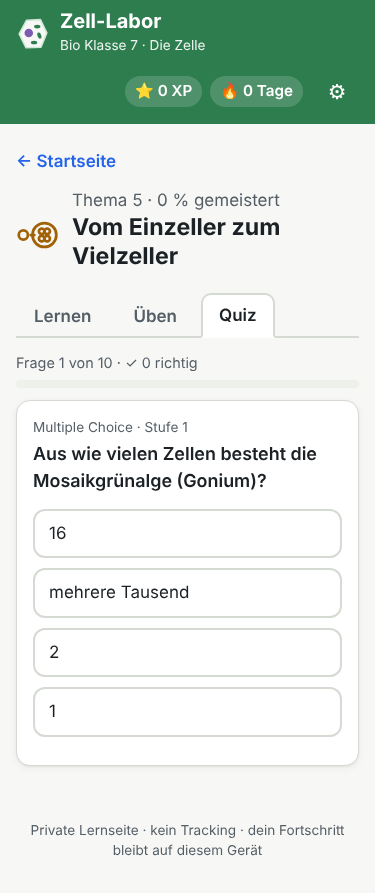 Zell-Labor
Bio Klasse 7 · Die Zelle
⭐ 0 XP
🔥 0 Tage
← Startseite
Thema 5 · 0 % gemeistert
Vom Einzeller zum
Vielzeller
Lernen
Üben
Quiz
Frage 1 von 10 · ✓ 0 richtig
Multiple Choice · Stufe 1
Aus wie vielen Zellen besteht die
Mosaikgrünalge (Gonium)?
16
mehrere Tausend
2
1
Private Lernseite · kein Tracking · dein Fortschritt
bleibt auf diesem Gerät